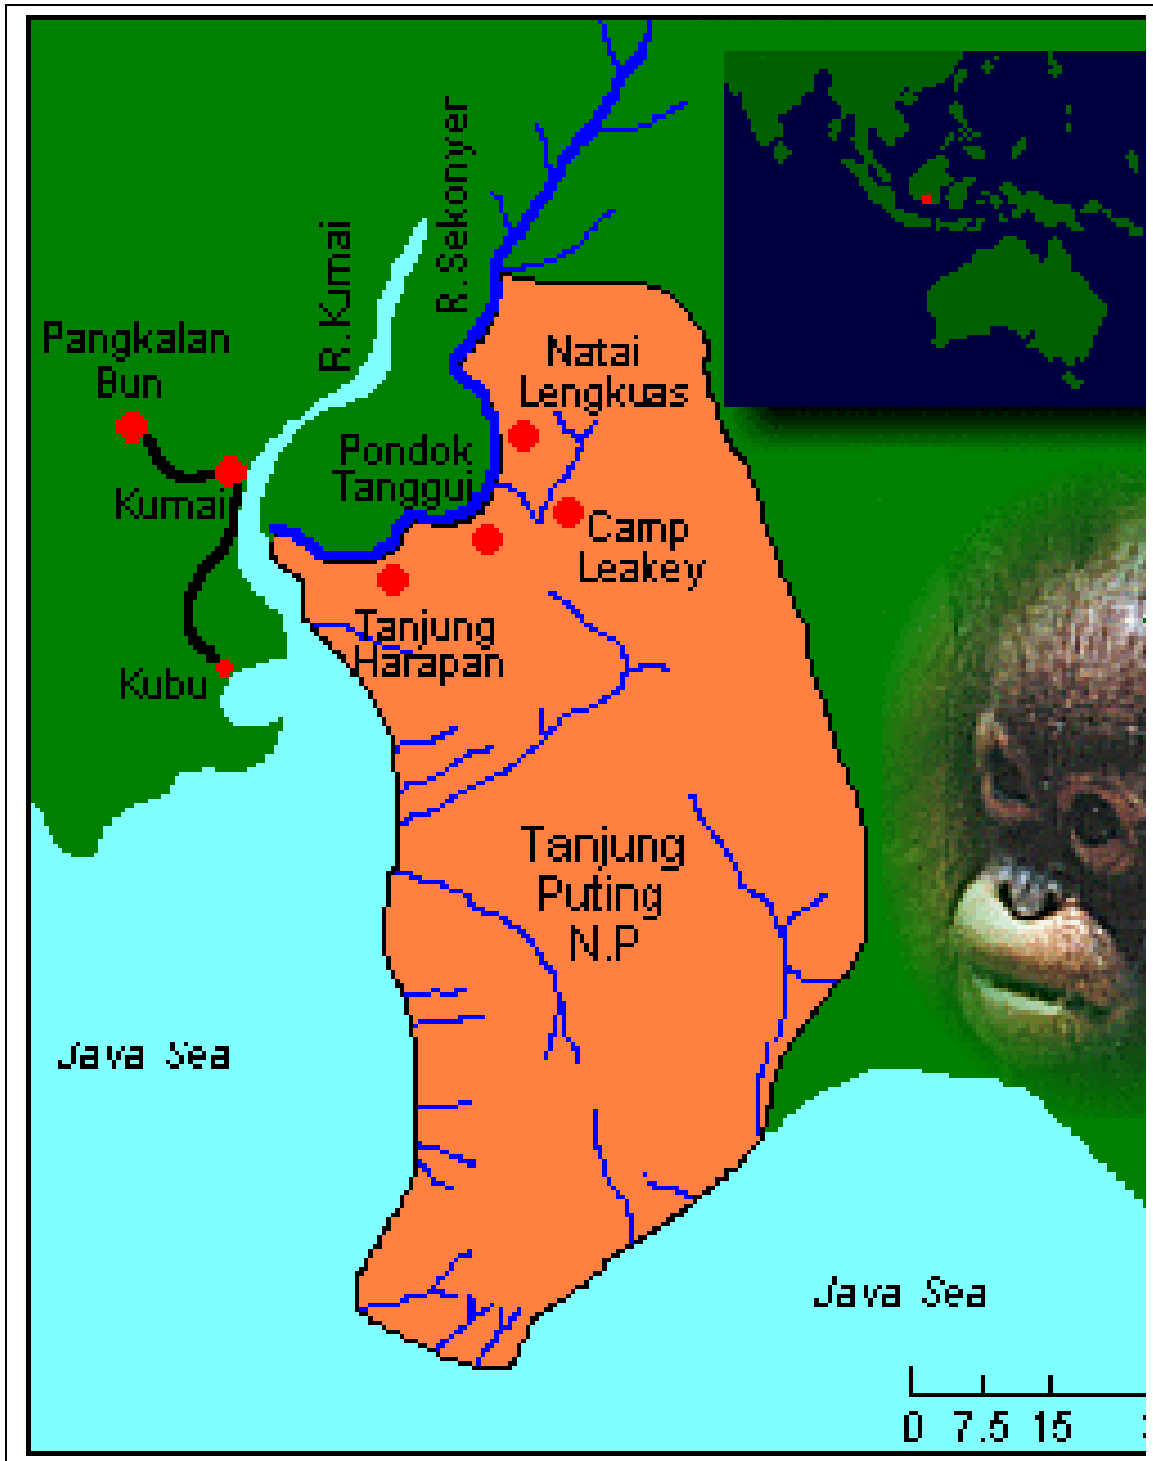 R. Sekonyer
R. Kumai
Pangkalan
Bun
Natai
Lengkuas
Pondok
Tanggui
Kumai
Camp
Leakey
Tanjung
Harapan
Kubu
Tanjung
Puting
N.P
Java Sea
Java Sea
0 7.5 15